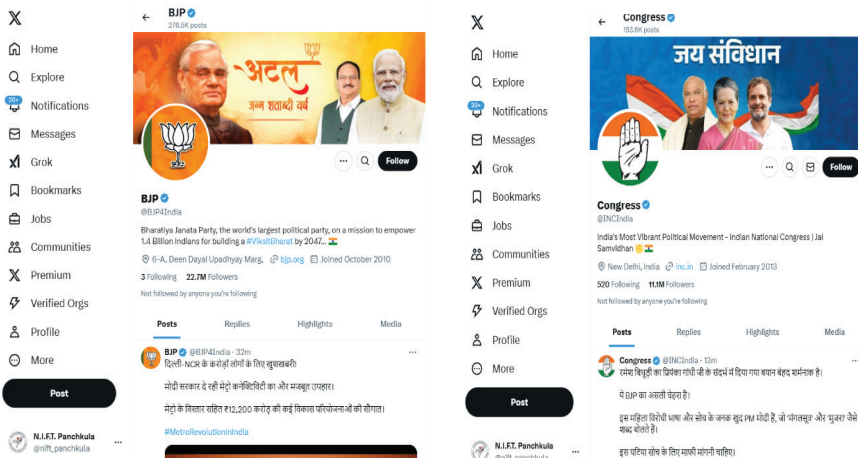 BJP
276.5K posts
Home
Explore
20+
Notifications
Messages
Grok
Bookmarks
Jobs
Communities
Premium
Verified Orgs
Profile
More
Post
N.I.F.T. Panchkula
@nift_panchkula
अटल
जन्म शताब्दी वर्ष
Follow
BJP
@BJP4India
Bharatiya Janata Party, the world's largest political party, on a mission to empower
1.4 Billion Indians for building a #ViksitBharat by 2047...
6-A, Deen Dayal Upadhyay Marg, bjp.org Joined October 2010
3 Following 22.7M Followers
Not followed by anyone you're following
Posts Replies Highlights Media
BJP @BJP4India · 32m
दिल्ली-NCR के करोड़ों लोगों के लिए खुशखबरी!
मोदी सरकार दे रही मेट्रो कनेक्टिविटी का और मजबूत उपहार।
मेट्रो के विस्तार सहित ₹12,200 करोड़ की कई विकास परियोजनाओं की सौगात।
#MetroRevolutionInIndia
Congress
153.6K posts
Home
Explore
20+
Notifications
Messages
Grok
Bookmarks
Jobs
Communities
Premium
Verified Orgs
Profile
More
Post
N.I.F.T. Panchkula
@nift_panchkula
जय संविधान
Follow
Congress
@INCIndia
India's Most Vibrant Political Movement - Indian National Congress | Jai
Samvidhan
New Delhi, India inc.in Joined February 2013
520 Following 11.1M Followers
Not followed by anyone you're following
Posts Replies Highlights Media
Congress @INCIndia · 13m
रमेश बिधूड़ी का प्रियंका गांधी जी के संदर्भ में दिया गया बयान बेहद शर्मनाक है।
ये BJP का असली चेहरा है।
इस महिला विरोधी भाषा और सोच के जनक खुद PM मोदी हैं, जो 'मंगलसूत्र' और 'मुजरा' जैसे
शब्द बोलते हैं।
इस घटिया सोच के लिए माफी मांगनी चाहिए।